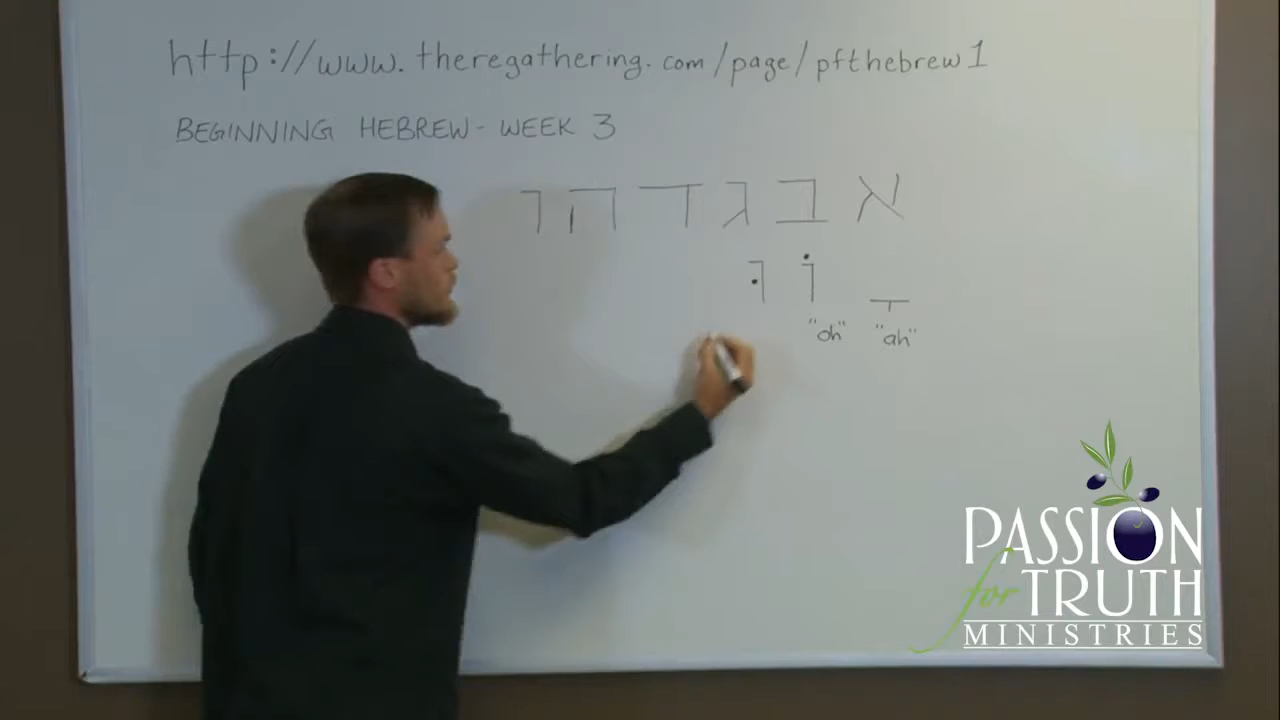 http://www.theregathering.com/page/pfthebrew1
BEGINNING HEBREW - WEEK 3
א ב ג ד ה ו
ָ וֹ וּ
"ah" "oh"
PASSION
for TRUTH
MINISTRIES